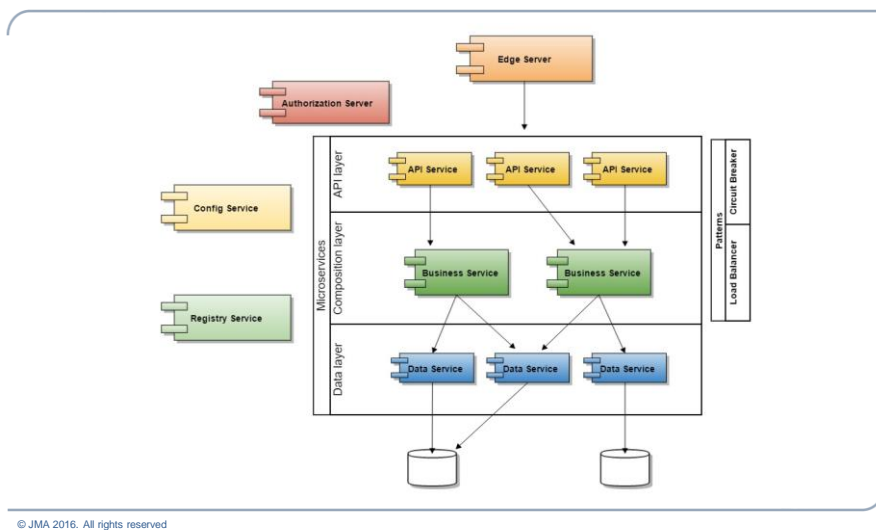 Edge Server
Authorization Server
Microservices
API layer
API Service
API Service
API Service
Patterns
Circuit Breaker
Load Balancer
Config Service
Composition layer
Business Service
Business Service
Registry Service
Data layer
Data Service
Data Service
Data Service
© JMA 2016. All rights reserved